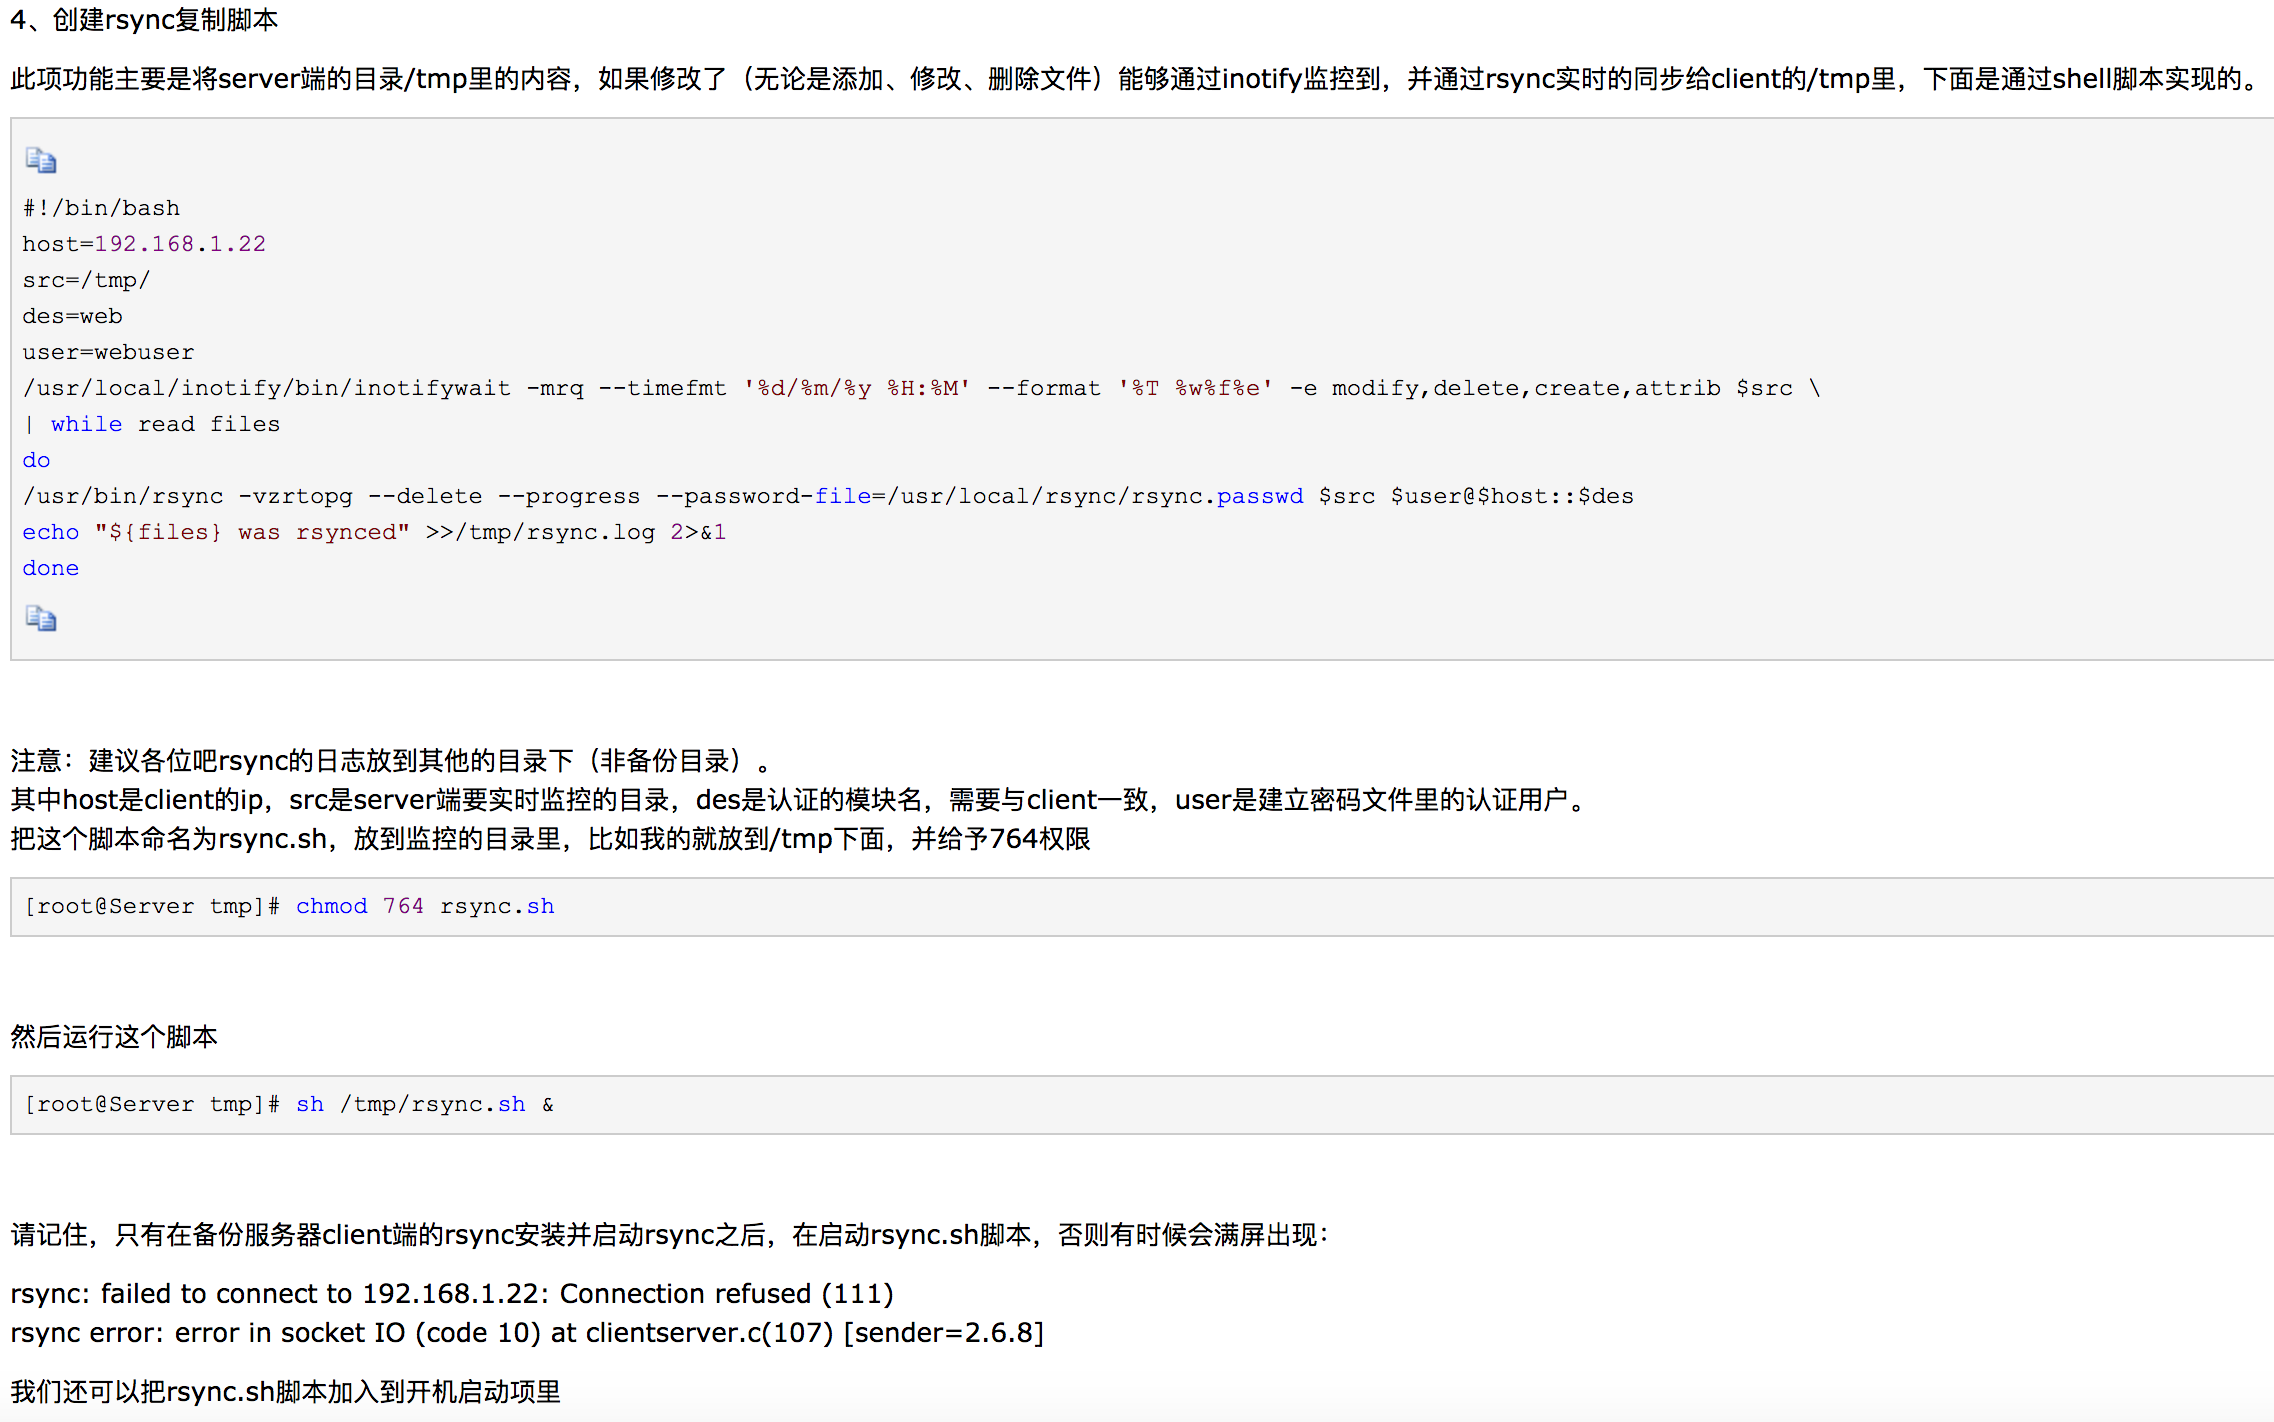 4、创建rsync复制脚本
此项功能主要是将server端的目录/tmp里的内容，如果修改了（无论是添加、修改、删除文件）能够通过inotify监控到，并通过rsync实时的同步给client的/tmp里，下面是通过shell脚本实现的。
#!/bin/bash
host=192.168.1.22
src=/tmp/
des=web
user=webuser
/usr/local/inotify/bin/inotifywait -mrq --timefmt '%d/%m/%y %H:%M' --format '%T %w%f%e' -e modify,delete,create,attrib $src \
| while read files
do
/usr/bin/rsync -vzrtopg --delete --progress --password-file=/usr/local/rsync/rsync.passwd $src $user@$host::$des
echo "${files} was rsynced" >>/tmp/rsync.log 2>&1
done
注意：建议各位吧rsync的日志放到其他的目录下（非备份目录）。
其中host是client的ip，src是server端要实时监控的目录，des是认证的模块名，需要与client一致，user是建立密码文件里的认证用户。
把这个脚本命名为rsync.sh，放到监控的目录里，比如我的就放到/tmp下面，并给予764权限
[root@Server tmp]# chmod 764 rsync.sh
然后运行这个脚本
[root@Server tmp]# sh /tmp/rsync.sh &
请记住，只有在备份服务器client端的rsync安装并启动rsync之后，在启动rsync.sh脚本，否则有时候会满屏出现：
rsync: failed to connect to 192.168.1.22: Connection refused (111)
rsync error: error in socket IO (code 10) at clientserver.c(107) [sender=2.6.8]
我们还可以把rsync.sh脚本加入到开机启动项里